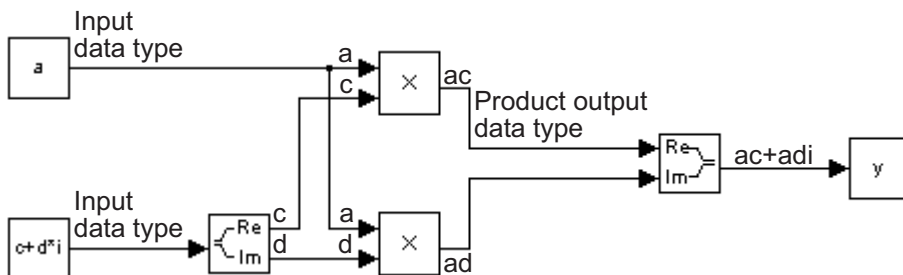 Input
data type
a
a
c
×
ac
Product output
data type
Re
Im
ac+adi
y
Input
data type
c+d*i
Re
Im
c
d
a
d
×
ad